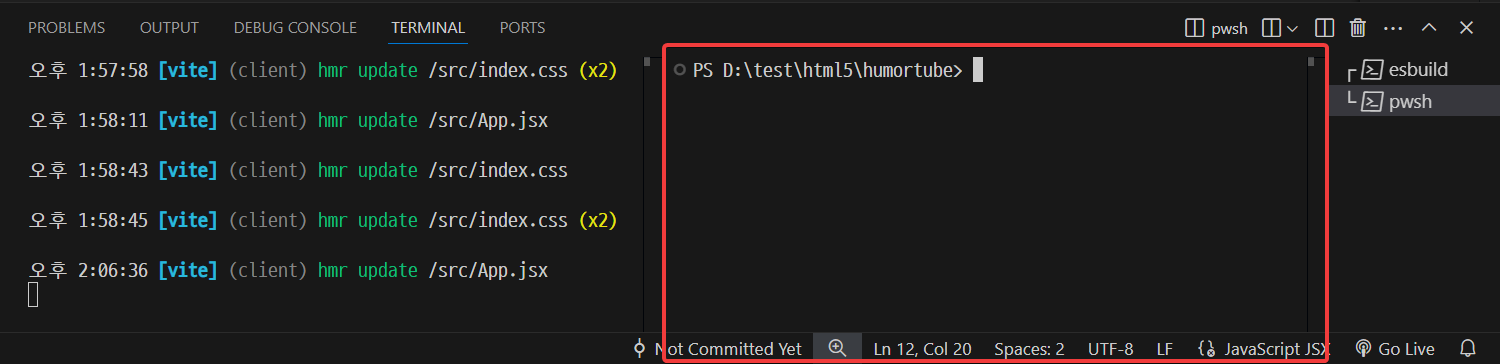 PROBLEMS OUTPUT DEBUG CONSOLE TERMINAL PORTS pwsh
오후 1:57:58 [vite] (client) hmr update /src/index.css (x2)
오후 1:58:11 [vite] (client) hmr update /src/App.jsx
오후 1:58:43 [vite] (client) hmr update /src/index.css
오후 1:58:45 [vite] (client) hmr update /src/index.css (x2)
오후 2:06:36 [vite] (client) hmr update /src/App.jsx
PS D:\test\html5\humortube>
esbuild
pwsh
Not Committed Yet Ln 12, Col 20 Spaces: 2 UTF-8 LF JavaScript JSX Go Live